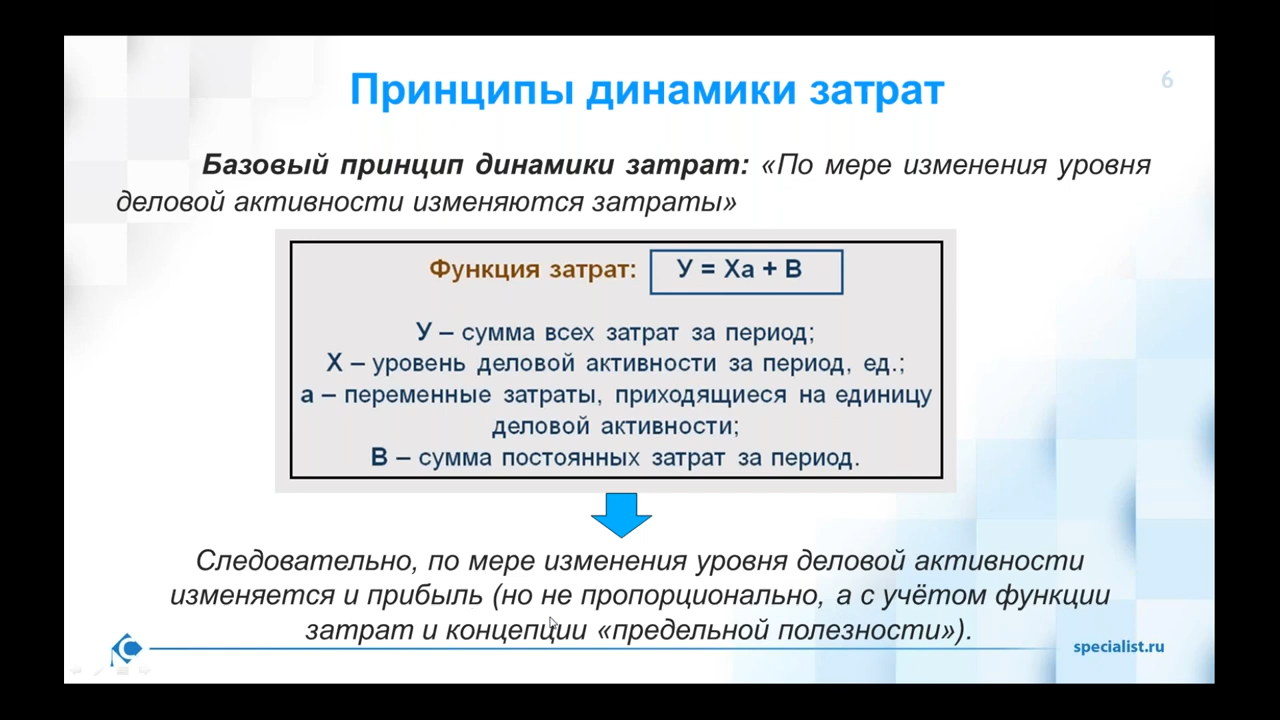 Принципы динамики затрат
6
Базовый принцип динамики затрат: «По мере изменения уровня
деловой активности изменяются затраты»
Функция затрат: У = Ха + В
У – сумма всех затрат за период;
Х – уровень деловой активности за период, ед.;
а – переменные затраты, приходящиеся на единицу
деловой активности;
В – сумма постоянных затрат за период.
Следовательно, по мере изменения уровня деловой активности
изменяется и прибыль (но не пропорционально, а с учётом функции
затрат и концепции «предельной полезности»).
specialist.ru